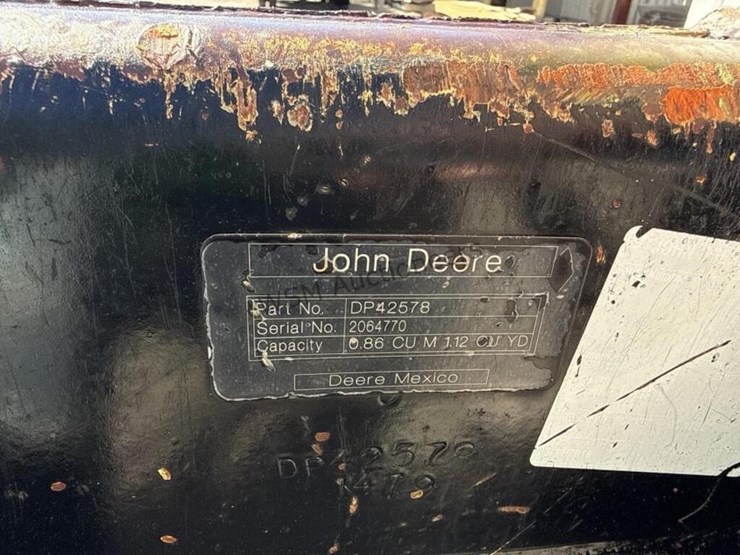 John Deere
Part No. DP42578
Serial No. 2064770
Capacity 0.86 CU M 1.12 CU YD
Deere Mexico